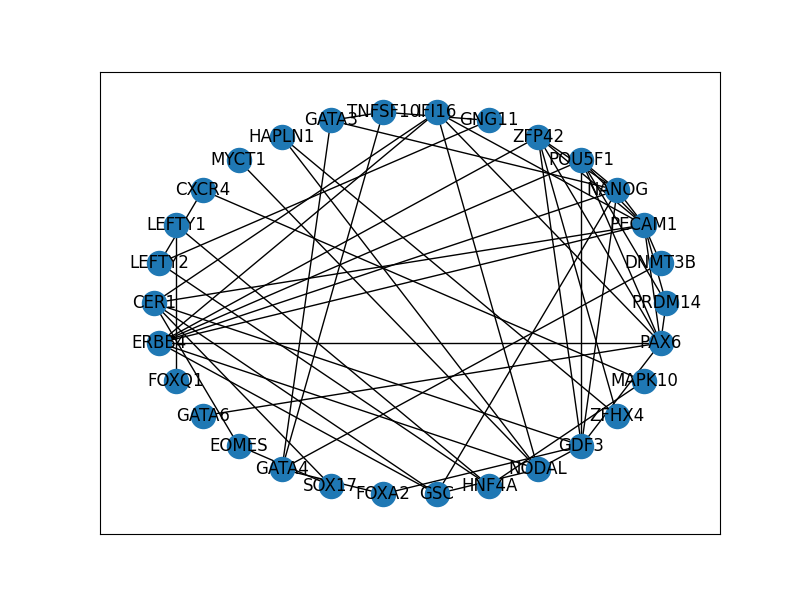 TNFSF10
IFI16
GATA3
GNG11
HAPLN1
ZFP42
MYCT1
POU5F1
CXCR4
NANOG
LEFTY1
PECAM1
LEFTY2
DNMT3B
CER1
PRDM14
ERBB4
PAX6
FOXQ1
MAPK10
GATA6
ZFHX4
EOMES
GDF3
GATA4
NODAL
SOX17
HNF4A
FOXA2
GSC